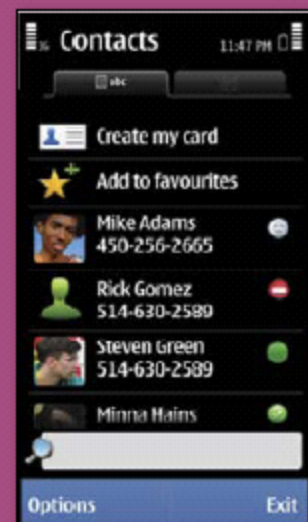 Contacts
11:47 PM
abc
Create my card
Add to favourites
Mike Adams
450-256-2665
Rick Gomez
514-630-2589
Steven Green
514-630-2589
Minna Hains
Options Exit